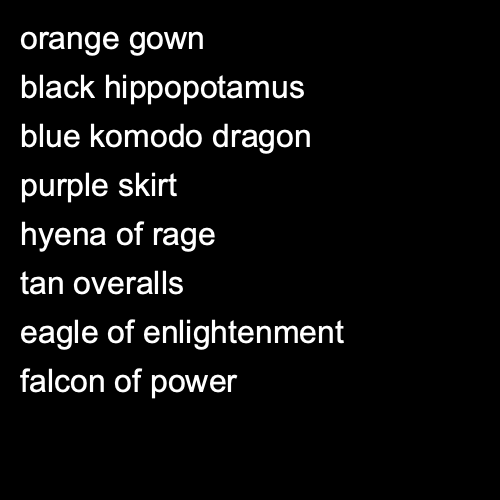 orange gown
black hippopotamus
blue komodo dragon
purple skirt
hyena of rage
tan overalls
eagle of enlightenment
falcon of power